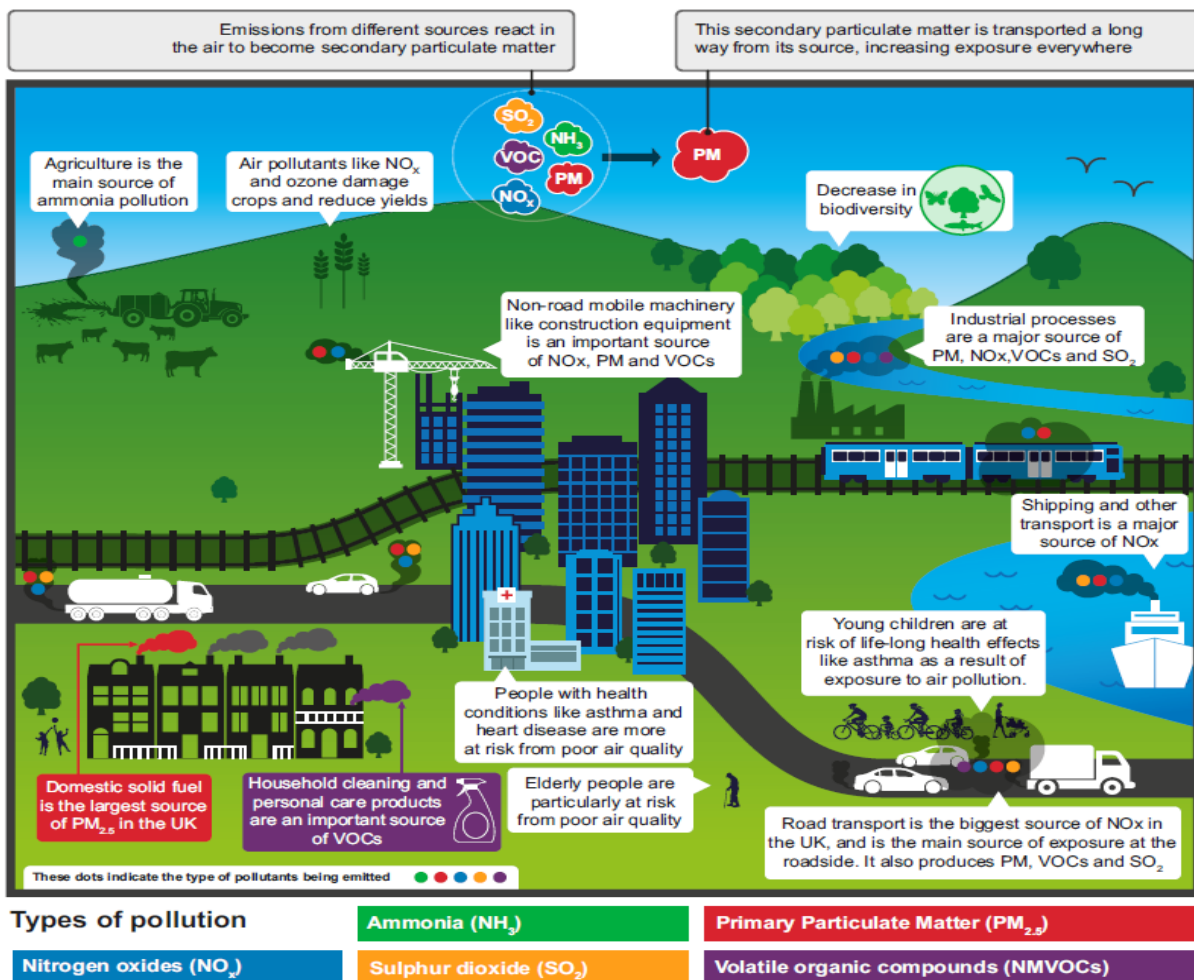 Emissions from different sources react in
the air to become secondary particulate matter
This secondary particulate matter is transported a long
way from its source, increasing exposure everywhere
SO₂
NH₃
VOC
PM
NOₓ
PM
Agriculture is the
main source of
ammonia pollution
Air pollutants like NOₓ
and ozone damage
crops and reduce yields
Decrease in
biodiversity
Non-road mobile machinery
like construction equipment
is an important source
of NOx, PM and VOCs
Industrial processes
are a major source of
PM, NOx,VOCs and SO₂
Shipping and other
transport is a major
source of NOx
Young children are at
risk of life-long health effects
like asthma as a result of
exposure to air pollution.
People with health
conditions like asthma and
heart disease are more
at risk from poor air quality
Domestic solid fuel
is the largest source
of PM₂.₅ in the UK
Household cleaning and
personal care products
are an important source
of VOCs
Elderly people are
particularly at risk
from poor air quality
Road transport is the biggest source of NOx in
the UK, and is the main source of exposure at the
roadside. It also produces PM, VOCs and SO₂
These dots indicate the type of pollutants being emitted
Types of pollution
Ammonia (NH₃)
Primary Particulate Matter (PM₂.₅)
Nitrogen oxides (NOₓ)
Sulphur dioxide (SO₂)
Volatile organic compounds (NMVOCs)